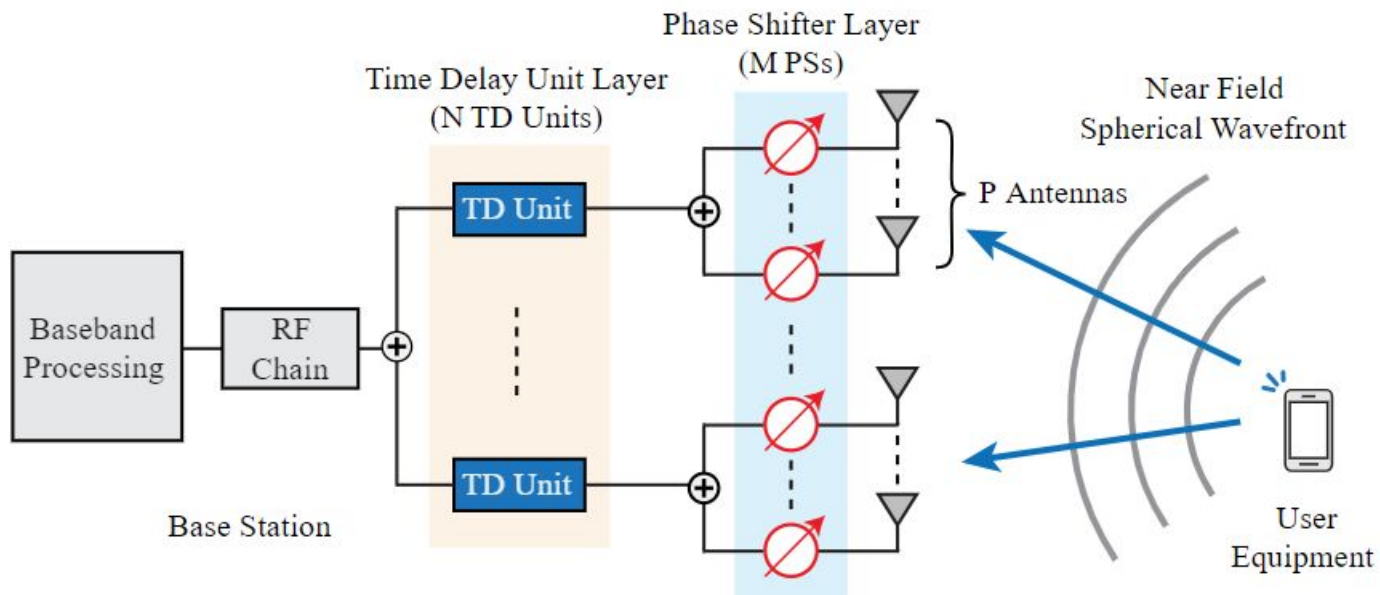 Phase Shifter Layer
(M PSs)
Time Delay Unit Layer
(N TD Units)
Near Field
Spherical Wavefront
TD Unit
P Antennas
Baseband
Processing
RF
Chain
TD Unit
Base Station
User
Equipment